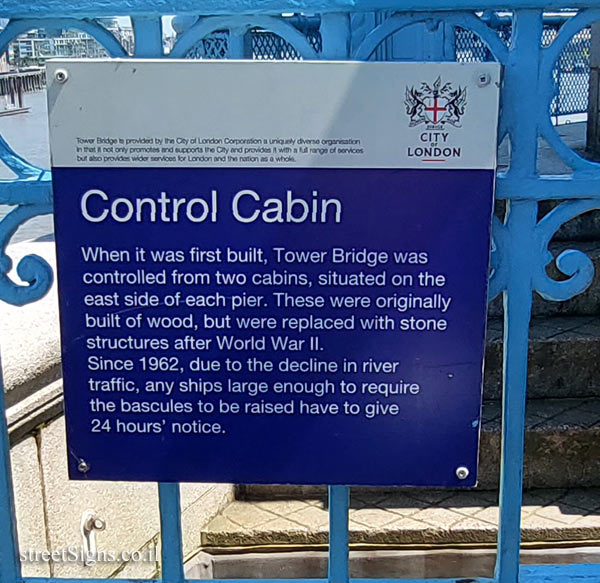 Tower Bridge is provided by the City of London Corporation a uniquely diverse organisation
in that it not only promotes and supports the City and provides it with a full range of services
but also provides wider services for London and the nation as a whole.
CITY
OF
LONDON
Control Cabin
When it was first built, Tower Bridge was
controlled from two cabins, situated on the
east side of each pier. These were originally
built of wood, but were replaced with stone
structures after World War II.
Since 1962, due to the decline in river
traffic, any ships large enough to require
the bascules to be raised have to give
24 hours' notice.
streetSigns.co.il